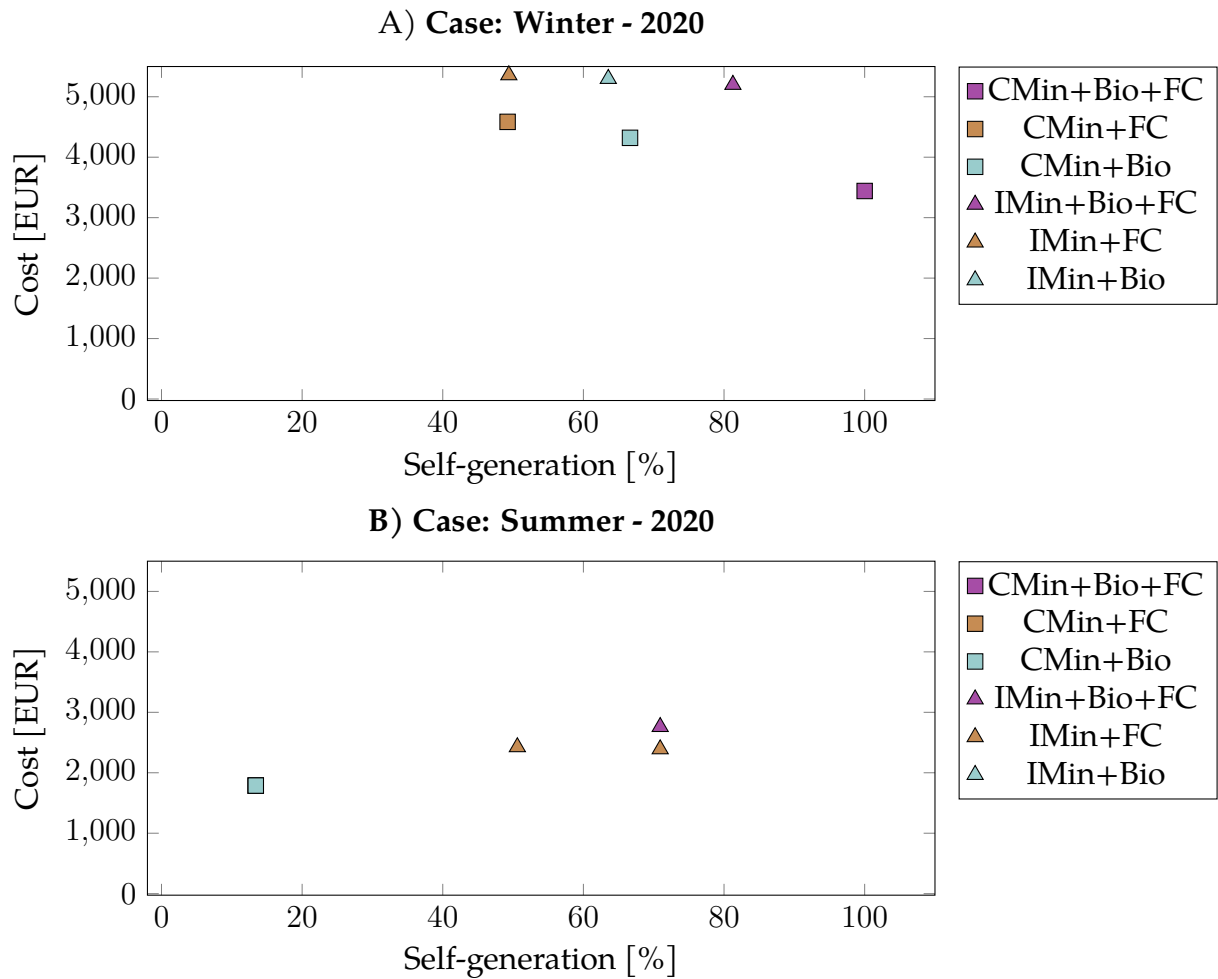 A) Case: Winter - 2020
5,000
4,000
3,000
2,000
1,000
0
Cost [EUR]
0 20 40 60 80 100
Self-generation [%]
CMin+Bio+FC
CMin+FC
CMin+Bio
IMin+Bio+FC
IMin+FC
IMin+Bio
B) Case: Summer - 2020
5,000
4,000
3,000
2,000
1,000
0
Cost [EUR]
0 20 40 60 80 100
Self-generation [%]
CMin+Bio+FC
CMin+FC
CMin+Bio
IMin+Bio+FC
IMin+FC
IMin+Bio